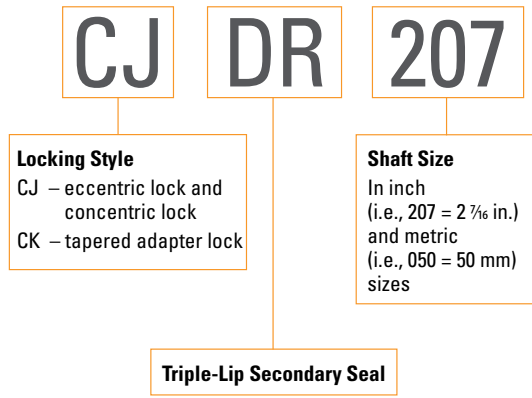 CJ DR 207
Locking Style
CJ – eccentric lock and
concentric lock
CK – tapered adapter lock
Shaft Size
In inch
(i.e., 207 = 2 7⁄16 in.)
and metric
(i.e., 050 = 50 mm)
sizes
Triple-Lip Secondary Seal